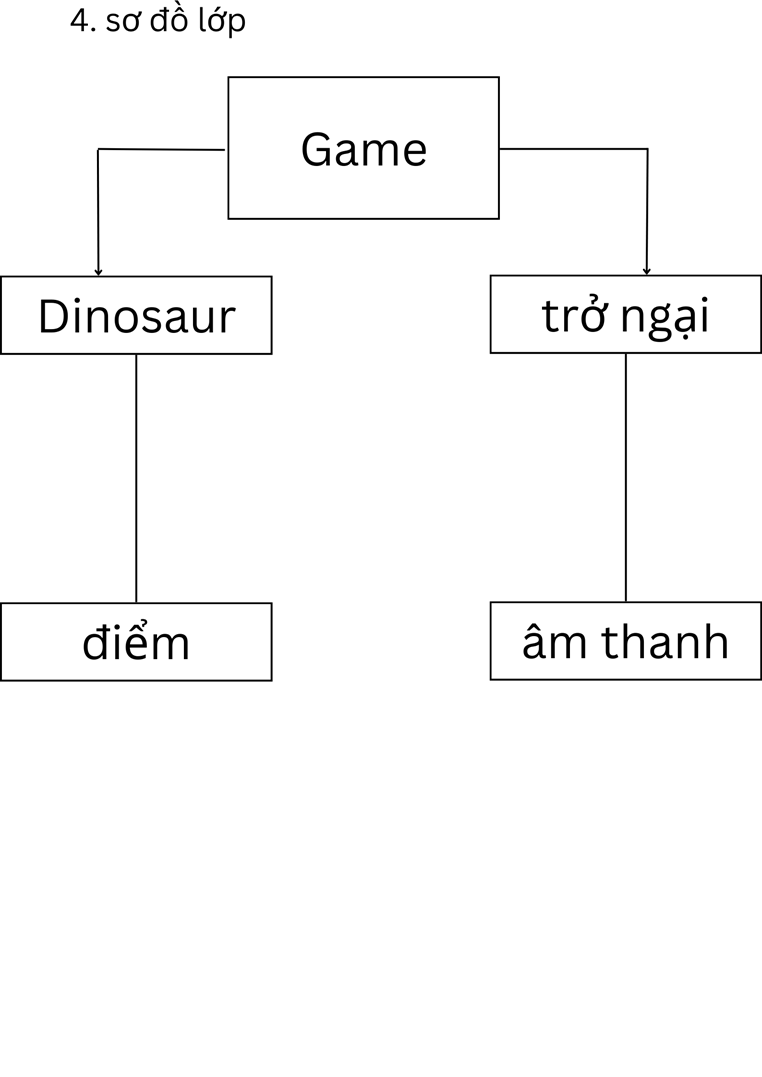 4. sơ đồ lớp
Game
Dinosaur
trở ngại
điểm
âm thanh